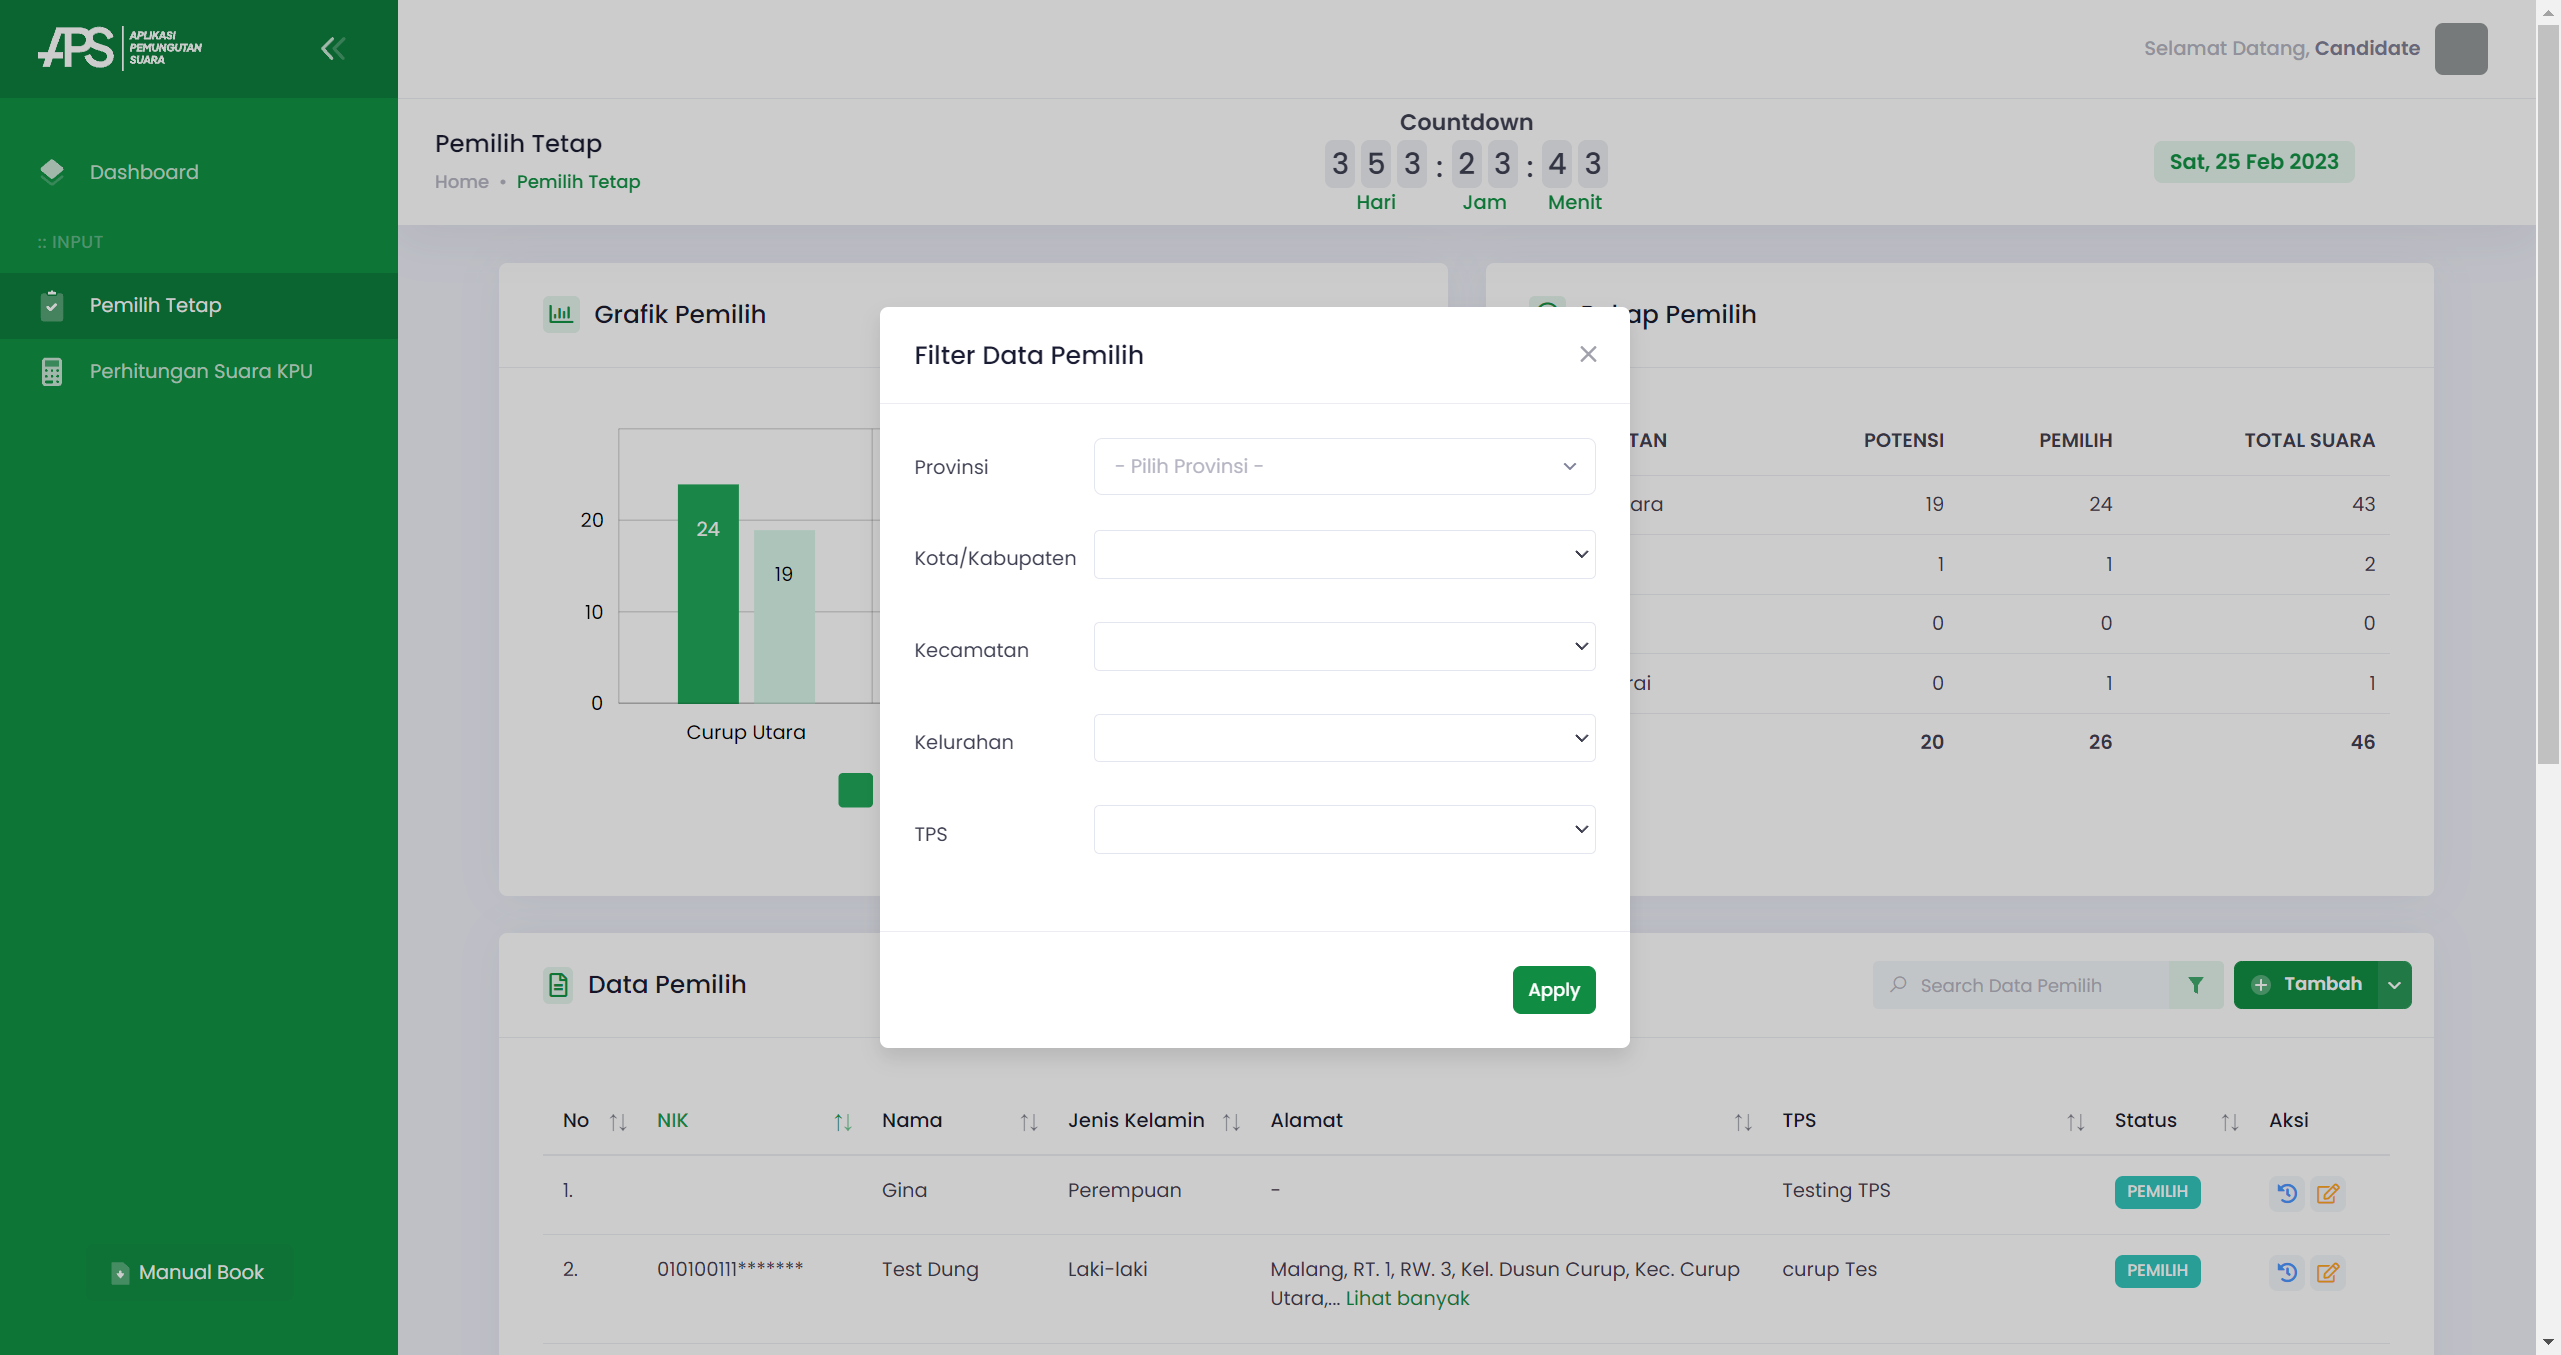 APS APLIKASI
PEMUNGUTAN
SUARA
Selamat Datang, Candidate
Dashboard
:: INPUT
Pemilih Tetap
Perhitungan Suara KPU
Manual Book
Pemilih Tetap
Home • Pemilih Tetap
Countdown
3 5 3 : 2 3 : 4 3
Hari Jam Menit
Sat, 25 Feb 2023
Grafik Pemilih
20
10
0
24
19
Curup Utara
ap Pemilih
TAN POTENSI PEMILIH TOTAL SUARA
ara 19 24 43
1 1 2
0 0 0
rai 0 1 1
20 26 46
Filter Data Pemilih
Provinsi - Pilih Provinsi -
Kota/Kabupaten
Kecamatan
Kelurahan
TPS
Apply
Data Pemilih
Search Data Pemilih
Tambah
No NIK Nama Jenis Kelamin Alamat TPS Status Aksi
1. Gina Perempuan - Testing TPS PEMILIH
2. 010100111******* Test Dung Laki-laki Malang, RT. 1, RW. 3, Kel. Dusun Curup, Kec. Curup curup Tes PEMILIH
Utara,... Lihat banyak